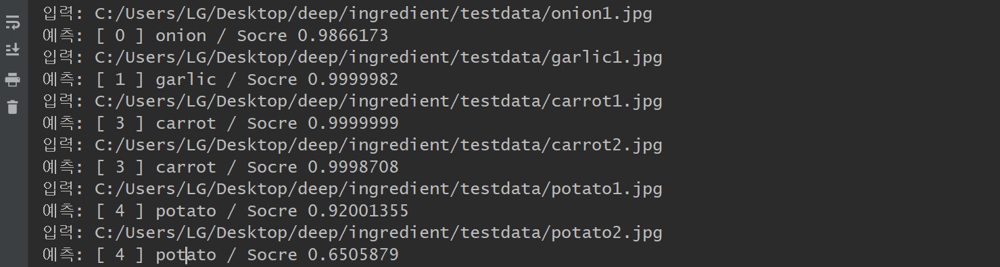 입력: C:/Users/LG/Desktop/deep/ingredient/testdata/onion1.jpg
예측: [ 0 ] onion / Socre 0.9866173
입력: C:/Users/LG/Desktop/deep/ingredient/testdata/garlic1.jpg
예측: [ 1 ] garlic / Socre 0.9999982
입력: C:/Users/LG/Desktop/deep/ingredient/testdata/carrot1.jpg
예측: [ 3 ] carrot / Socre 0.9999999
입력: C:/Users/LG/Desktop/deep/ingredient/testdata/carrot2.jpg
예측: [ 3 ] carrot / Socre 0.9998708
입력: C:/Users/LG/Desktop/deep/ingredient/testdata/potato1.jpg
예측: [ 4 ] potato / Socre 0.92001355
입력: C:/Users/LG/Desktop/deep/ingredient/testdata/potato2.jpg
예측: [ 4 ] potato / Socre 0.6505879